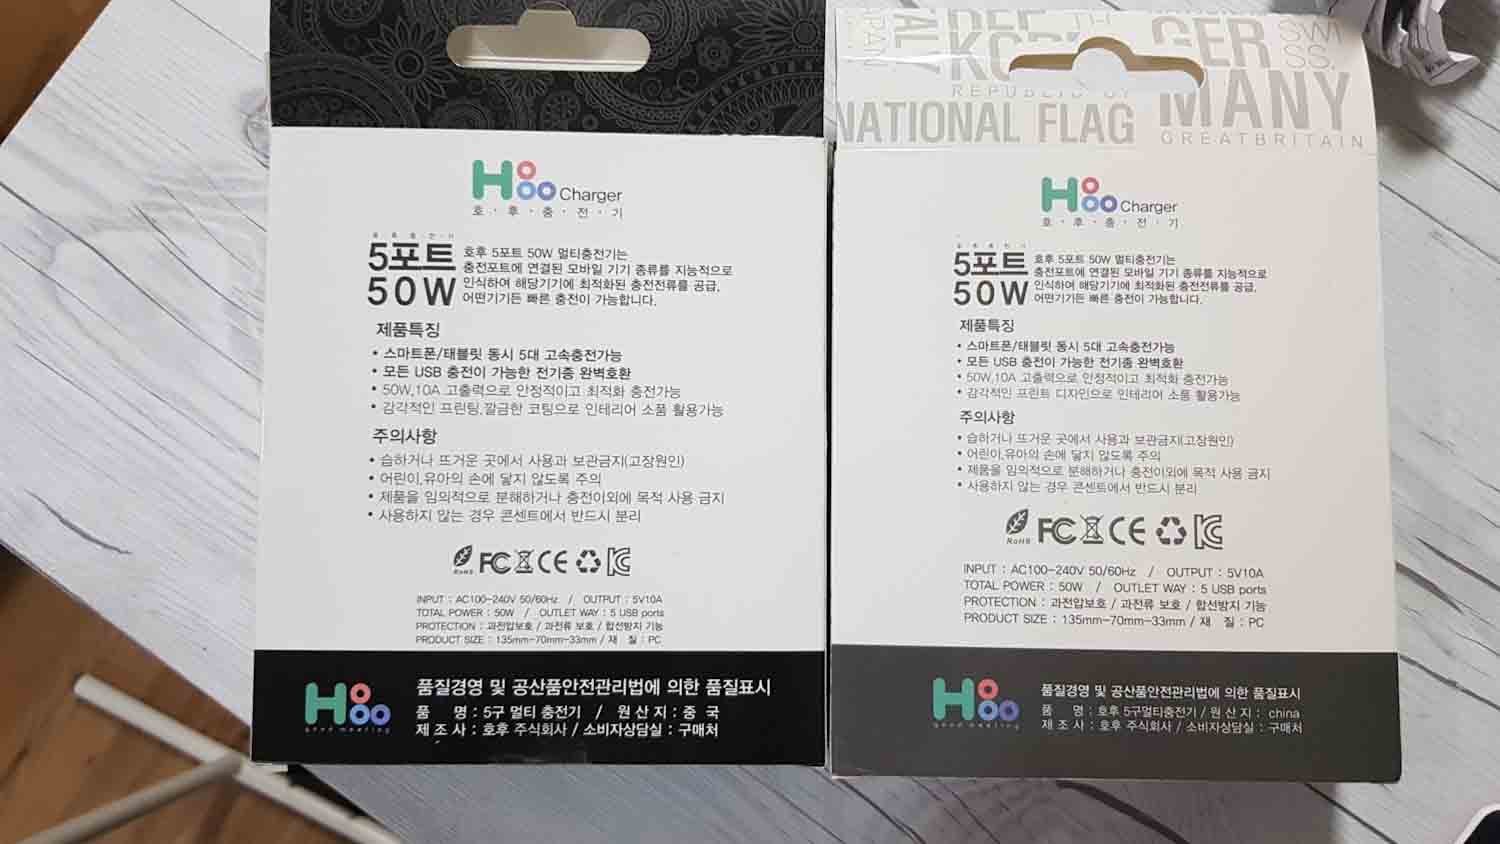 Hooo Charger
호·후·충·전·기
5포트
50W
호후 5포트 50W 멀티충전기는
충전포트에 연결된 모바일 기기 종류를 지능적으로
인식하여 해당기기에 최적화된 충전전류를 공급,
어떤기기든 빠른 충전이 가능합니다.
제품특징
• 스마트폰/태블릿 동시 5대 고속충전가능
• 모든 USB 충전이 가능한 전기종 완벽호환
• 50W,10A 고출력으로 안정적이고 최적화 충전가능
• 감각적인 프린팅,깔금한 코팅으로 인테리어 소품 활용가능
주의사항
• 습하거나 뜨거운 곳에서 사용과 보관금지(고장원인)
• 어린이,유아의 손에 닿지 않도록 주의
• 제품을 임의적으로 분해하거나 충전이외에 목적 사용 금지
• 사용하지 않는 경우 콘센트에서 반드시 분리
RoHS FC CE
INPUT : AC100-240V 50/60Hz / OUTPUT : 5V10A
TOTAL POWER : 50W / OUTLET WAY : 5 USB ports
PROTECTION : 과전압보호 / 과전류 보호 / 합선방지 기능
PRODUCT SIZE : 135mm-70mm-33mm / 재 질 : PC
Hooo
good meeting
품질경영 및 공산품안전관리법에 의한 품질표시
품 명 : 5구 멀티 충전기 / 원 산 지 : 중 국
제 조 사 : 호후 주식회사 / 소비자상담실 : 구매처
GER
MANY
SWI
SS.
REPUBLIC OF
NATIONAL FLAG
GREATBRITAIN
Hooo Charger
호·후·충·전·기
5포트
50W
호후 5포트 50W 멀티충전기는
충전포트에 연결된 모바일 기기 종류를 지능적으로
인식하여 해당기기에 최적화된 충전전류를 공급,
어떤기기든 빠른 충전이 가능합니다.
제품특징
• 스마트폰/태블릿 동시 5대 고속충전가능
• 모든 USB 충전이 가능한 전기종 완벽호환
• 50W,10A 고출력으로 안정적이고 최적화 충전가능
• 감각적인 프린트 디자인으로 인테리어 소품 활용가능
주의사항
• 습하거나 뜨거운 곳에서 사용과 보관금지(고장원인)
• 어린이,유아의 손에 닿지 않도록 주의
• 제품을 임의적으로 분해하거나 충전이외에 목적 사용 금지
• 사용하지 않는 경우 콘센트에서 반드시 분리
RoHS FC CE
INPUT : AC100-240V 50/60Hz / OUTPUT : 5V10A
TOTAL POWER : 50W / OUTLET WAY : 5 USB ports
PROTECTION : 과전압보호 / 과전류 보호 / 합선방지 기능
PRODUCT SIZE : 135mm-70mm-33mm / 재 질 : PC
Hooo
good meeting
품질경영 및 공산품안전관리법에 의한 품질표시
품 명 : 호후 5구멀티충전기 / 원 산 지 : china
제 조 사 : 호후 주식회사 / 소비자상담실 : 구매처